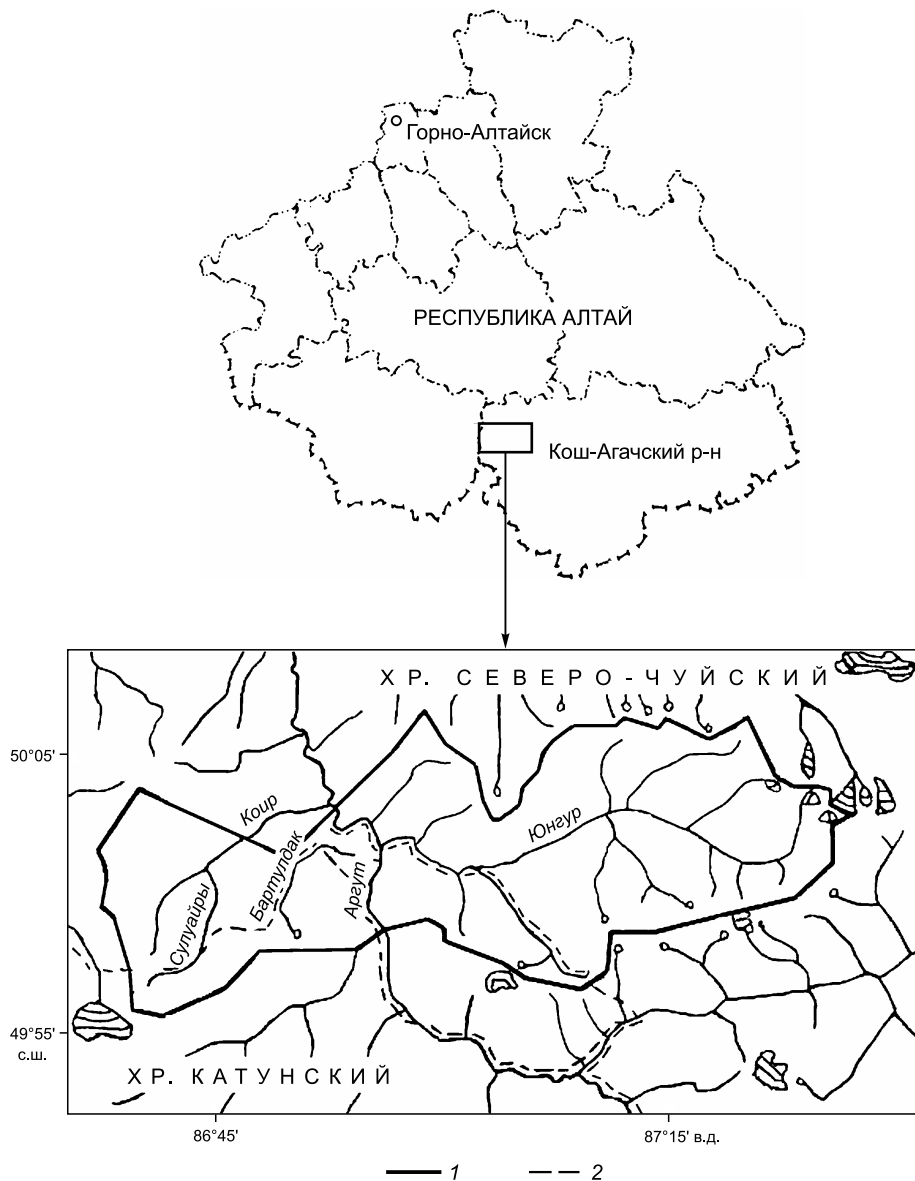 Горно-Алтайск
РЕСПУБЛИКА АЛТАЙ
Кош-Агачский р-н
ХР. СЕВЕРО-ЧУЙСКИЙ
50°05'
Коир
Юнгур
Бартулдак
Аргут
Сулуайры
49°55'
с.ш.
ХР. КАТУНСКИЙ
86°45'
87°15' в.д.
1
2